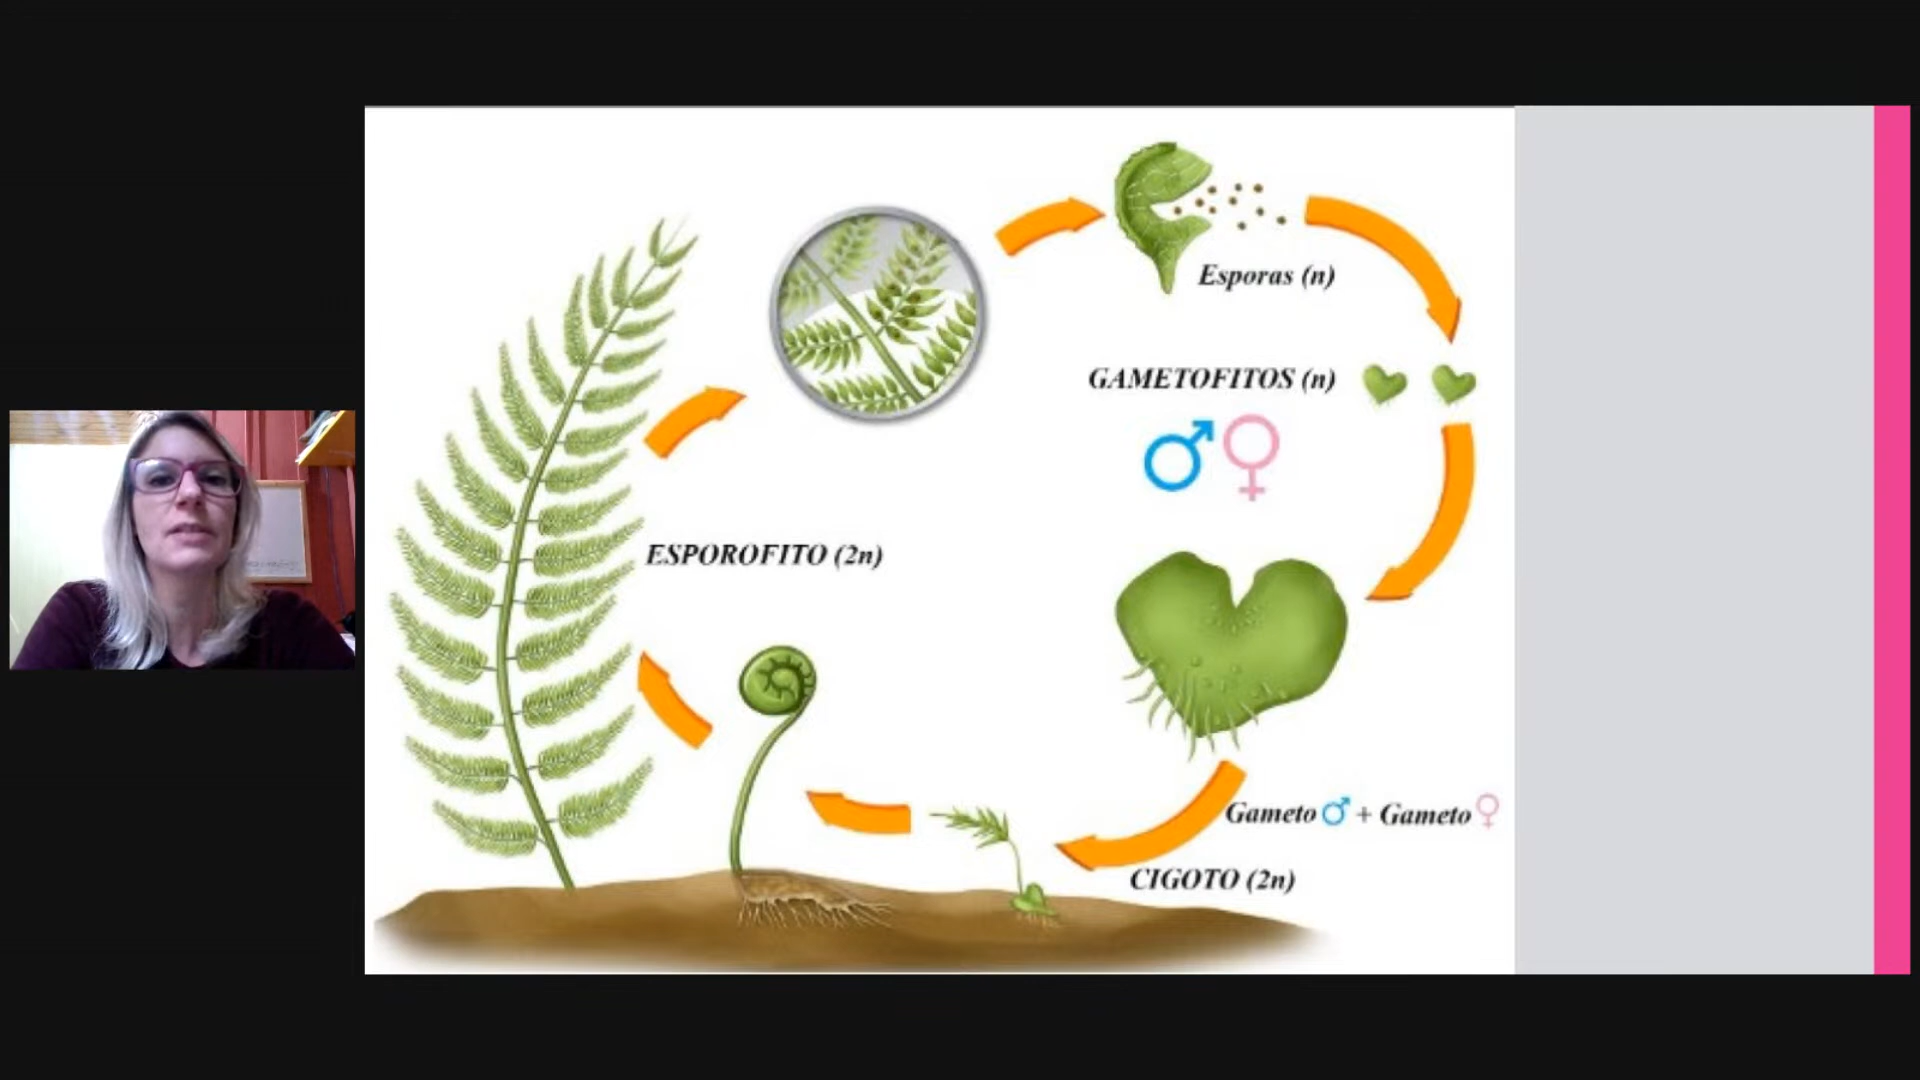 Esporas (n)
GAMETOFITOS (n)
ESPOROFITO (2n)
Gameto ♂ + Gameto ♀
CIGOTO (2n)